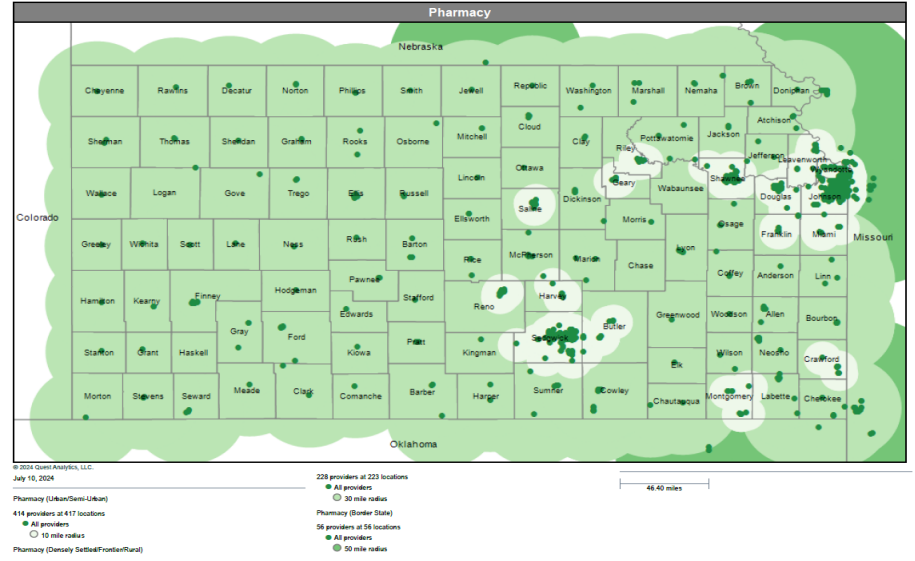 Pharmacy
Nebraska
Cheyenne Rawlins Decatur Norton Phillips Smith Jewell Republic Washington Marshall Nemaha Brown Doniphan
Atchison
Sherman Thomas Sheridan Graham Rooks Osborne Mitchell Cloud Clay Riley Pottawatomie Jackson
Jefferson Leavenworth
Wyandotte
Ottawa
Lincoln
Geary Shawnee
Wallace Logan Gove Trego Ellis Russell Dickinson Wabaunsee Douglas Johnson
Saline
Colorado
Ellsworth Morris Osage
Franklin Miami Missouri
Greeley Wichita Scott Lane Ness Rush Barton Lyon
Rice McPherson Marion Chase
Coffey Anderson Linn
Pawnee
Hamilton Kearny Finney Hodgeman Stafford Reno Harvey
Edwards Greenwood Woodson Allen Bourbon
Gray Ford Butler
Sedgwick
Stanton Grant Haskell Kiowa Pratt Kingman Wilson Neosho Crawford
Elk
Morton Stevens Seward Meade Clark Comanche Barber Harper Sumner Cowley Chautauqua Montgomery Labette Cherokee
Oklahoma
© 2024 Quest Analytics, LLC.
July 10, 2024
Pharmacy (Urban/Semi-Urban)
414 providers at 417 locations
All providers
10 mile radius
Pharmacy (Densely Settled/Frontier/Rural)
228 providers at 223 locations
All providers
30 mile radius
Pharmacy (Border State)
56 providers at 56 locations
All providers
50 mile radius
46.40 miles